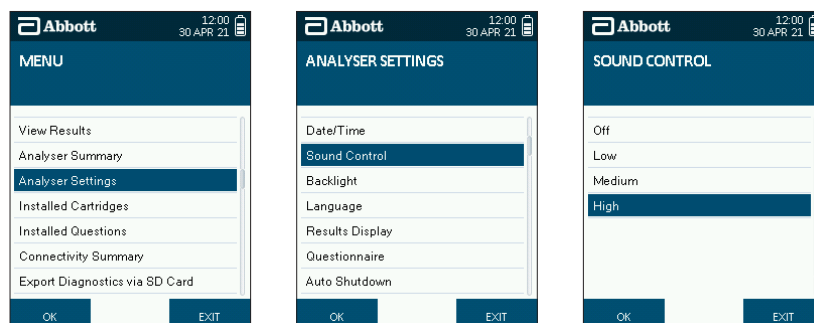 Abbott
12:00
30 APR 21
MENU
View Results
Analyser Summary
Analyser Settings
Installed Cartridges
Installed Questions
Connectivity Summary
Export Diagnostics via SD Card
OK
EXIT
Abbott
12:00
30 APR 21
ANALYSER SETTINGS
Date/Time
Sound Control
Backlight
Language
Results Display
Questionnaire
Auto Shutdown
OK
EXIT
Abbott
12:00
30 APR 21
SOUND CONTROL
Off
Low
Medium
High
OK
EXIT